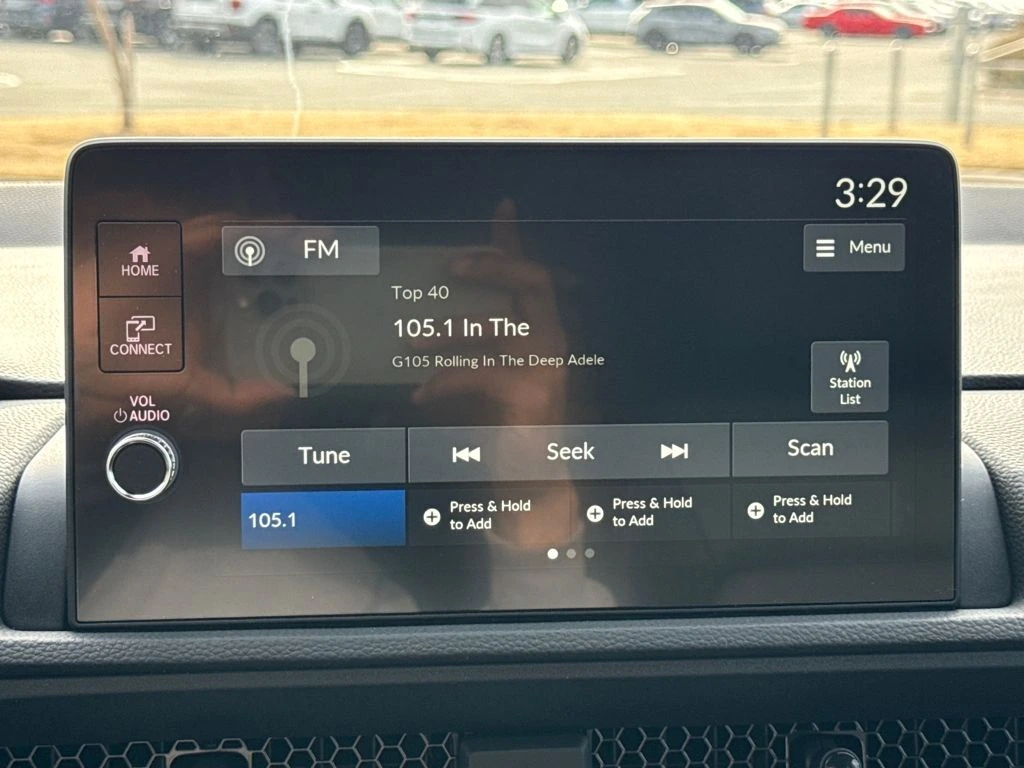 3:29
HOME
FM
Menu
Top 40
105.1 In The
G105 Rolling In The Deep Adele
CONNECT
Station
List
VOL
AUDIO
Tune
Seek
Scan
105.1
Press & Hold
to Add
Press & Hold
to Add
Press & Hold
to Add